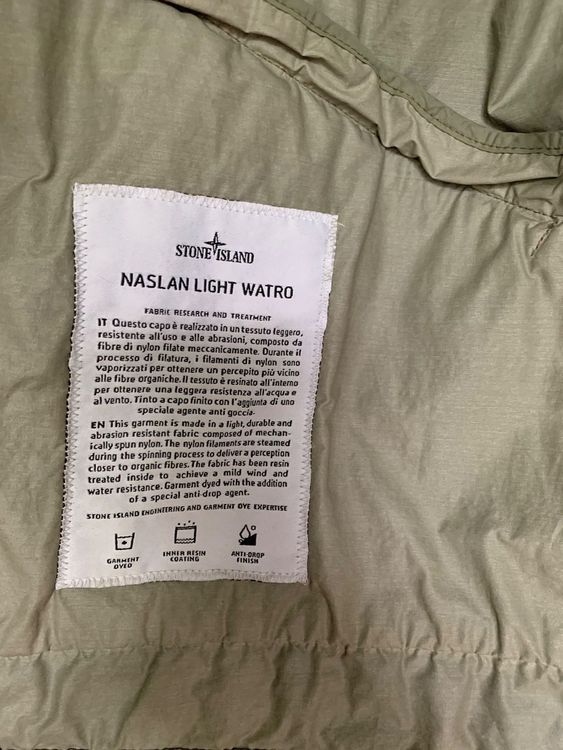 STONE ISLAND
NASLAN LIGHT WATRO
FABRIC RESEARCH AND TREATMENT
IT Questo capo è realizzato in un tessuto leggero,
resistente all'uso e alle abrasioni, composto da
fibre di nylon filate meccanicamente. Durante il
processo di filatura, i filamenti di nylon sono
vaporizzati per ottenere un percepito più vicino
alle fibre organiche. Il tessuto è resinato all'interno
per ottenere una leggera resistenza all'acqua e
al vento. Tinto a capo finito con l'aggiunta di uno
speciale agente anti goccia.
EN This garment is made in a light, durable and
abrasion resistant fabric composed of mechan-
ically spun nylon. The nylon filaments are steamed
during the spinning process to deliver a perception
closer to organic fibres. The fabric has been resin
treated inside to achieve a mild wind and
water resistance. Garment dyed with the addition
of a special anti-drop agent.
STONE ISLAND ENGINEERING AND GARMENT DYE EXPERTISE
GARMENT
DYED
INNER RESIN
COATING
ANTI-DROP
FINISH